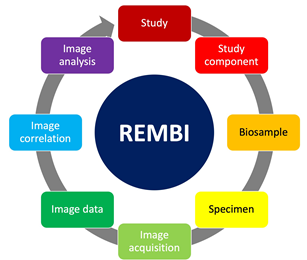 Study
Study
component
Biosample
Specimen
Image
acquisition
Image data
Image
correlation
Image
analysis
REMBI